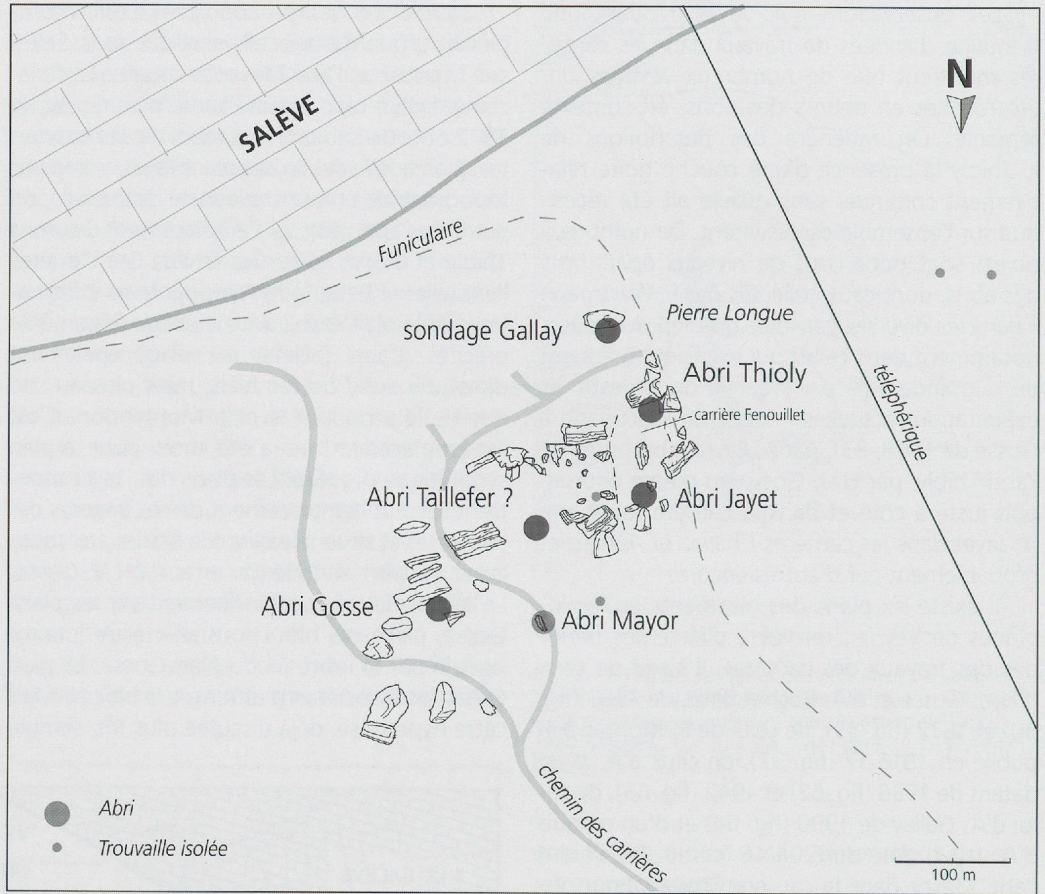 SALÈVE
N
Funiculaire
sondage Gallay
Pierre Longue
Abri Thioly
carrière Fenouillet
téléphérique
Abri Taillefer ?
Abri Jayet
Abri Gosse
Abri Mayor
chemin des carrières
Abri
Trouvaille isolée
100 m